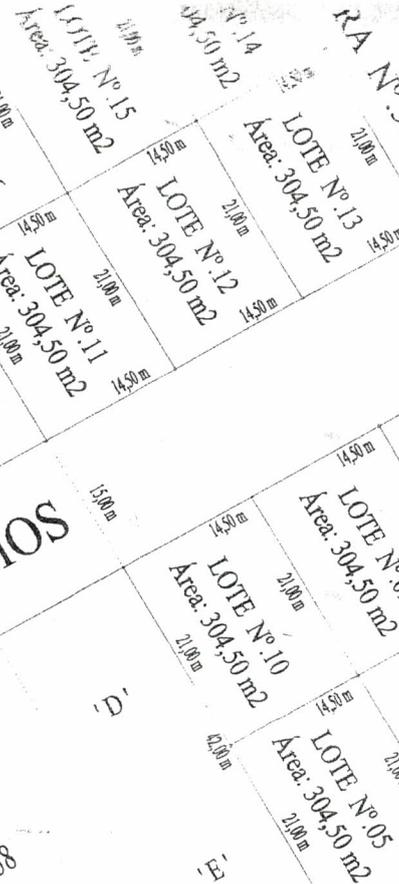 LOTE Nº.15
Área: 304,50 m2
Nº.14
304,50 m2
RA Nº
LOTE Nº.13
Área: 304,50 m2
21,00 m
14,50 m
14,50 m
LOTE Nº.12
Área: 304,50 m2
21,00 m
14,50 m
14,50 m
LOTE Nº.11
Área: 304,50 m2
21,00 m
21,00 m
14,50 m
15,00 m
IOS
14,50 m
LOTE Nº.
Área: 304,50 m2
14,50 m
LOTE Nº.10
Área: 304,50 m2
21,00 m
21,00 m
14,50 m
LOTE Nº.05
Área: 304,50 m2
21,00 m
42,00 m
'D'
'E'